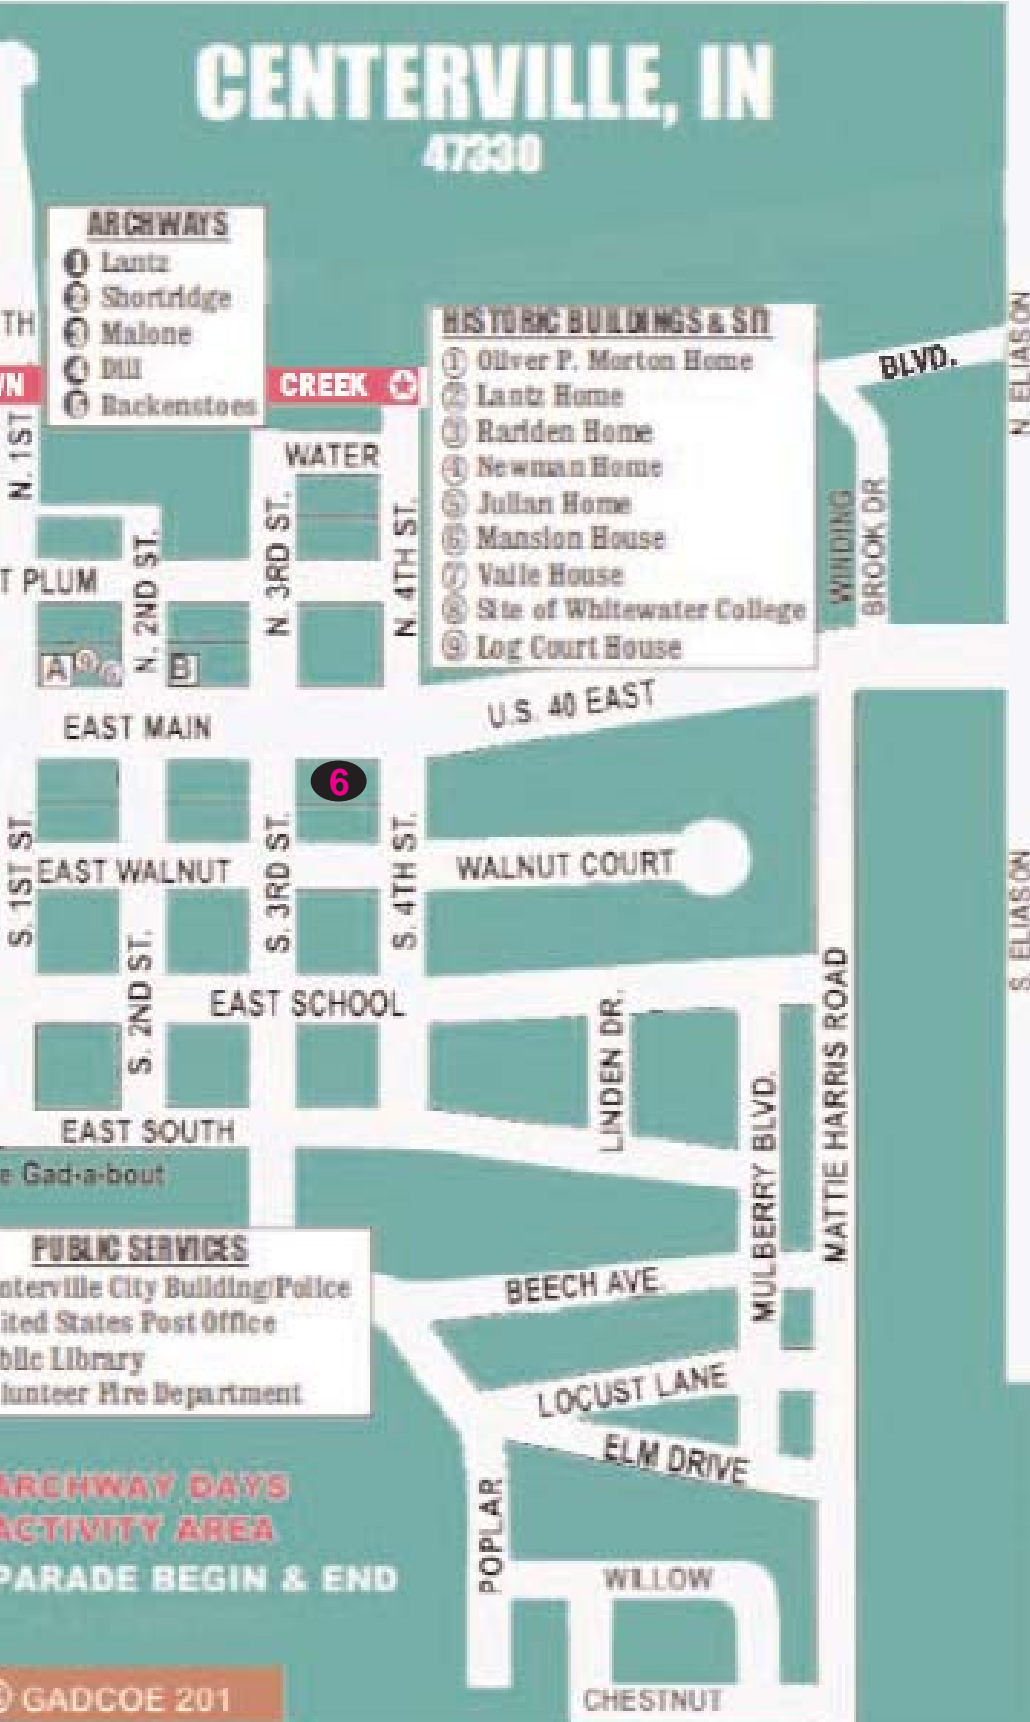 CENTERVILLE, IN
47330
ARCHWAYS
1 Lantz
2 Shortridge
3 Malone
4 Dill
5 Backenstoes
TH
WN
CREEK
N. 1ST
HISTORIC BUILDINGS & SIT
1 Oliver P. Morton Home
2 Lantz Home
3 Rariden Home
4 Newman Home
5 Julian Home
6 Mansion House
7 Vaile House
8 Site of Whitewater College
9 Log Court House
BLVD.
N. ELIASON
WINDING
BROOK DR
WATER
N. 3RD ST.
N. 4TH ST.
T PLUM
N. 2ND ST.
A
9
6
B
U.S. 40 EAST
EAST MAIN
6
S. 1ST ST.
S. 3RD ST.
S. 4TH ST.
EAST WALNUT
WALNUT COURT
S ELIASON
S. 2ND ST.
EAST SCHOOL
LINDEN DR.
MATTIE HARRIS ROAD
MULBERRY BLVD.
EAST SOUTH
e Gad-a-bout
PUBLIC SERVICES
nterville City Building/Police
ited States Post Office
blic Library
lunteer Fire Department
BEECH AVE.
LOCUST LANE
ELM DRIVE
ARCHWAY DAYS
ACTIVITY AREA
PARADE BEGIN & END
POPLAR
WILLOW
CHESTNUT
GADCOE 201